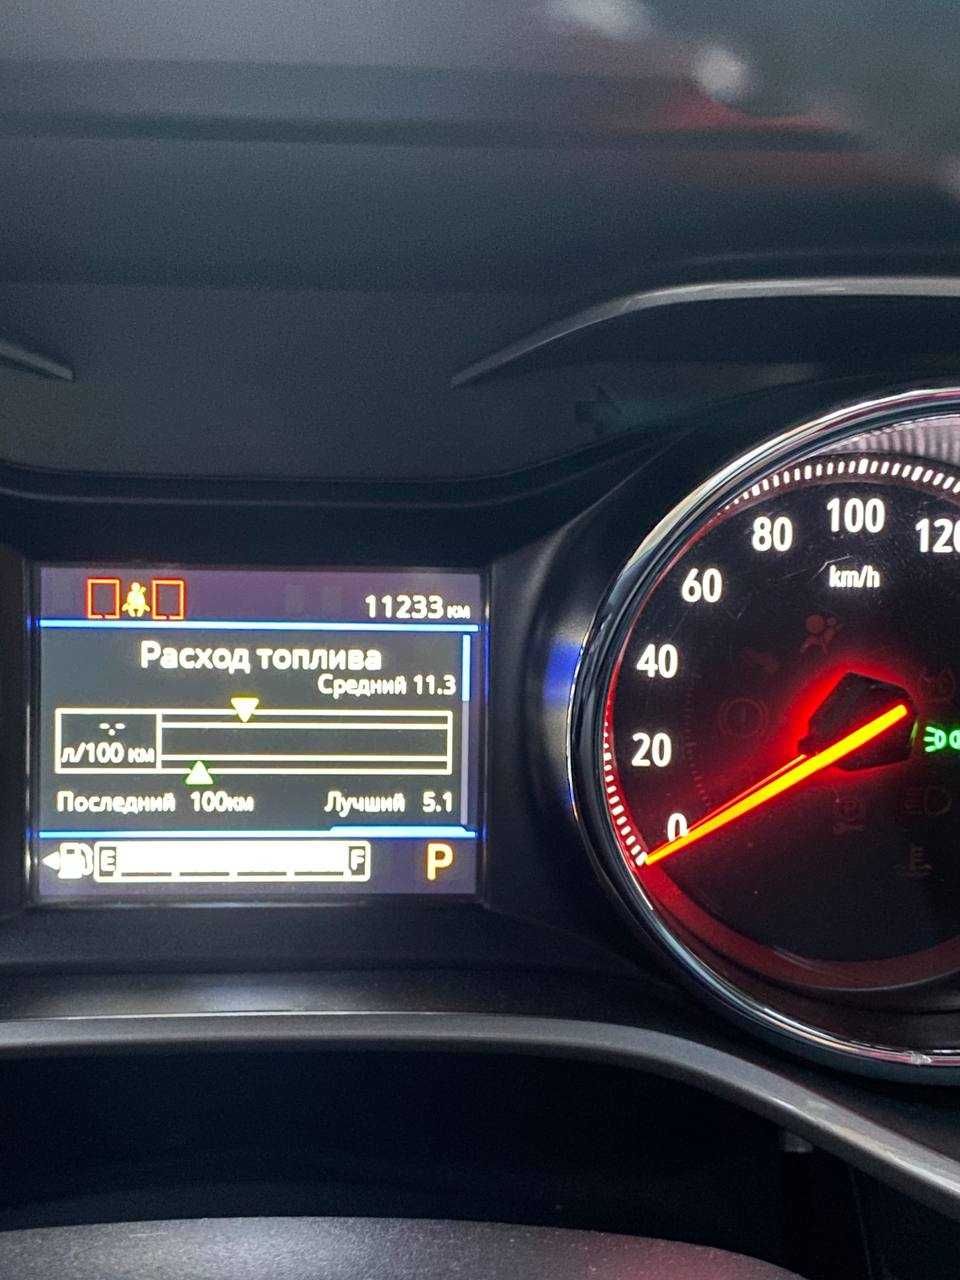 11233 км
Расход топлива
Средний 11.3
л/100 км
Последний 100км Лучший 5.1
E F P
0
20
40
60
80
100
120
km/h